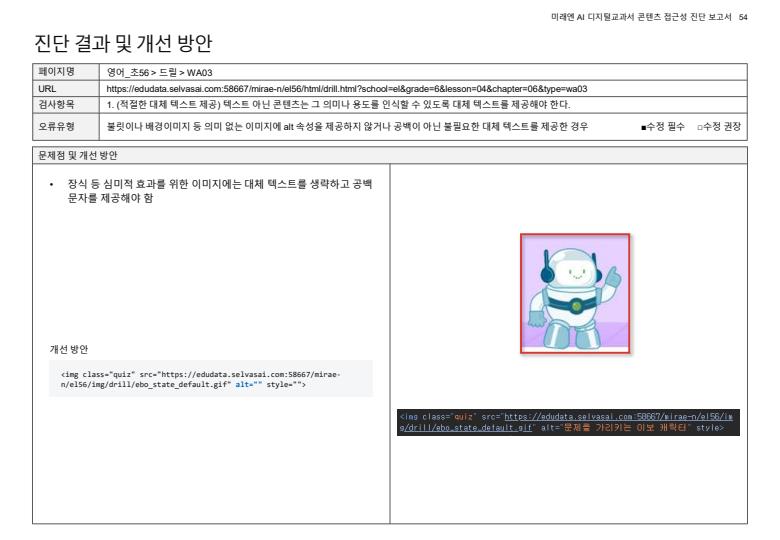 미래엔 AI 디지털교과서 콘텐츠 접근성 진단 보고서 54
진단 결과 및 개선 방안
페이지명 영어_초56 > 드릴 > WA03
URL https://edudata.selvasai.com:58667/mirae-n/el56/html/drill.html?school=el&grade=6&lesson=04&chapter=06&type=wa03
검사항목 1. (적절한 대체 텍스트 제공) 텍스트 아닌 콘텐츠는 그 의미나 용도를 인식할 수 있도록 대체 텍스트를 제공해야 한다.
오류유형 불릿이나 배경이미지 등 의미 없는 이미지에 alt 속성을 제공하지 않거나 공백이 아닌 불필요한 대체 텍스트를 제공한 경우 ■수정 필수 □수정 권장
문제점 및 개선 방안
• 장식 등 심미적 효과를 위한 이미지에는 대체 텍스트를 생략하고 공백
문자를 제공해야 함
개선 방안
<img class="quiz" src="https://edudata.selvasai.com:58667/mirae-
n/el56/img/drill/ebo_state_default.gif" alt="" style="">
<img class="quiz" src="https://edudata.selvasai.com:58667/mirae-n/el56/im
g/drill/ebo_state_default.gif" alt="문제를 가리키는 이보 캐릭터" style>